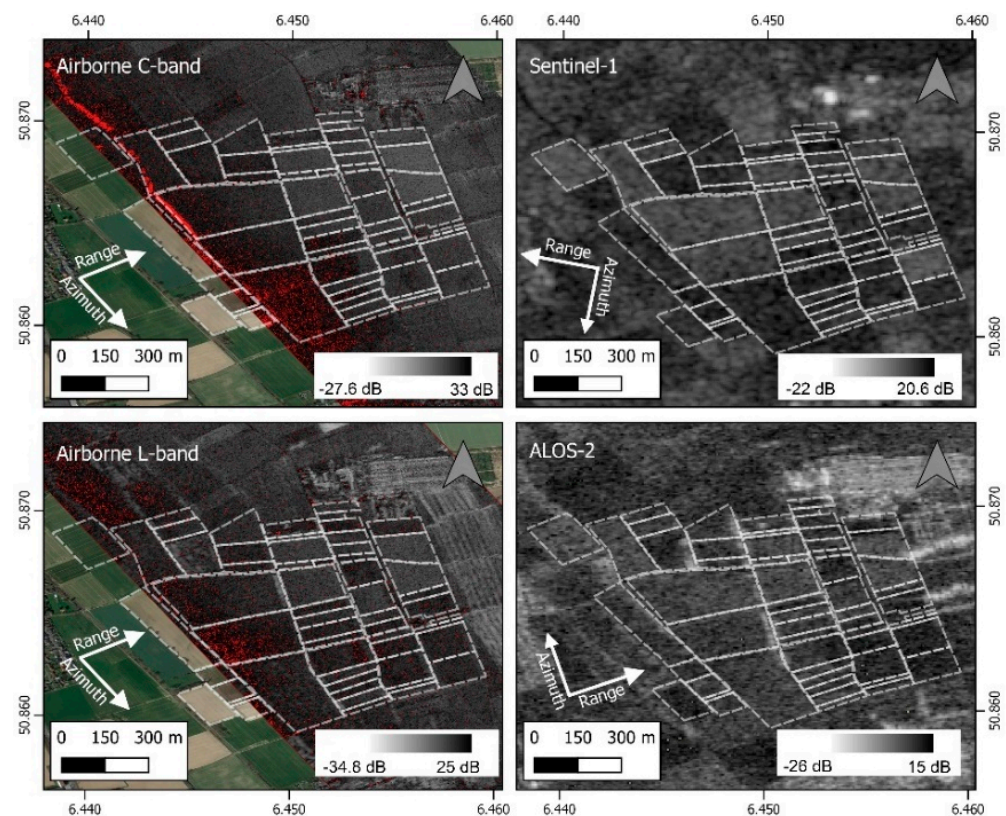 6.440 6.450 6.460 6.440 6.450 6.460
Airborne C-band
Sentinel-1
50.870
50.870
Range
Azimuth
Range
Azimuth
50.860
50.860
0 150 300 m
-27.6 dB 33 dB
0 150 300 m
-22 dB 20.6 dB
Airborne L-band
ALOS-2
50.870
50.870
Range
Azimuth
Azimuth
Range
50.860
50.860
0 150 300 m
-34.8 dB 25 dB
0 150 300 m
-26 dB 15 dB
6.440 6.450 6.460 6.440 6.450 6.460